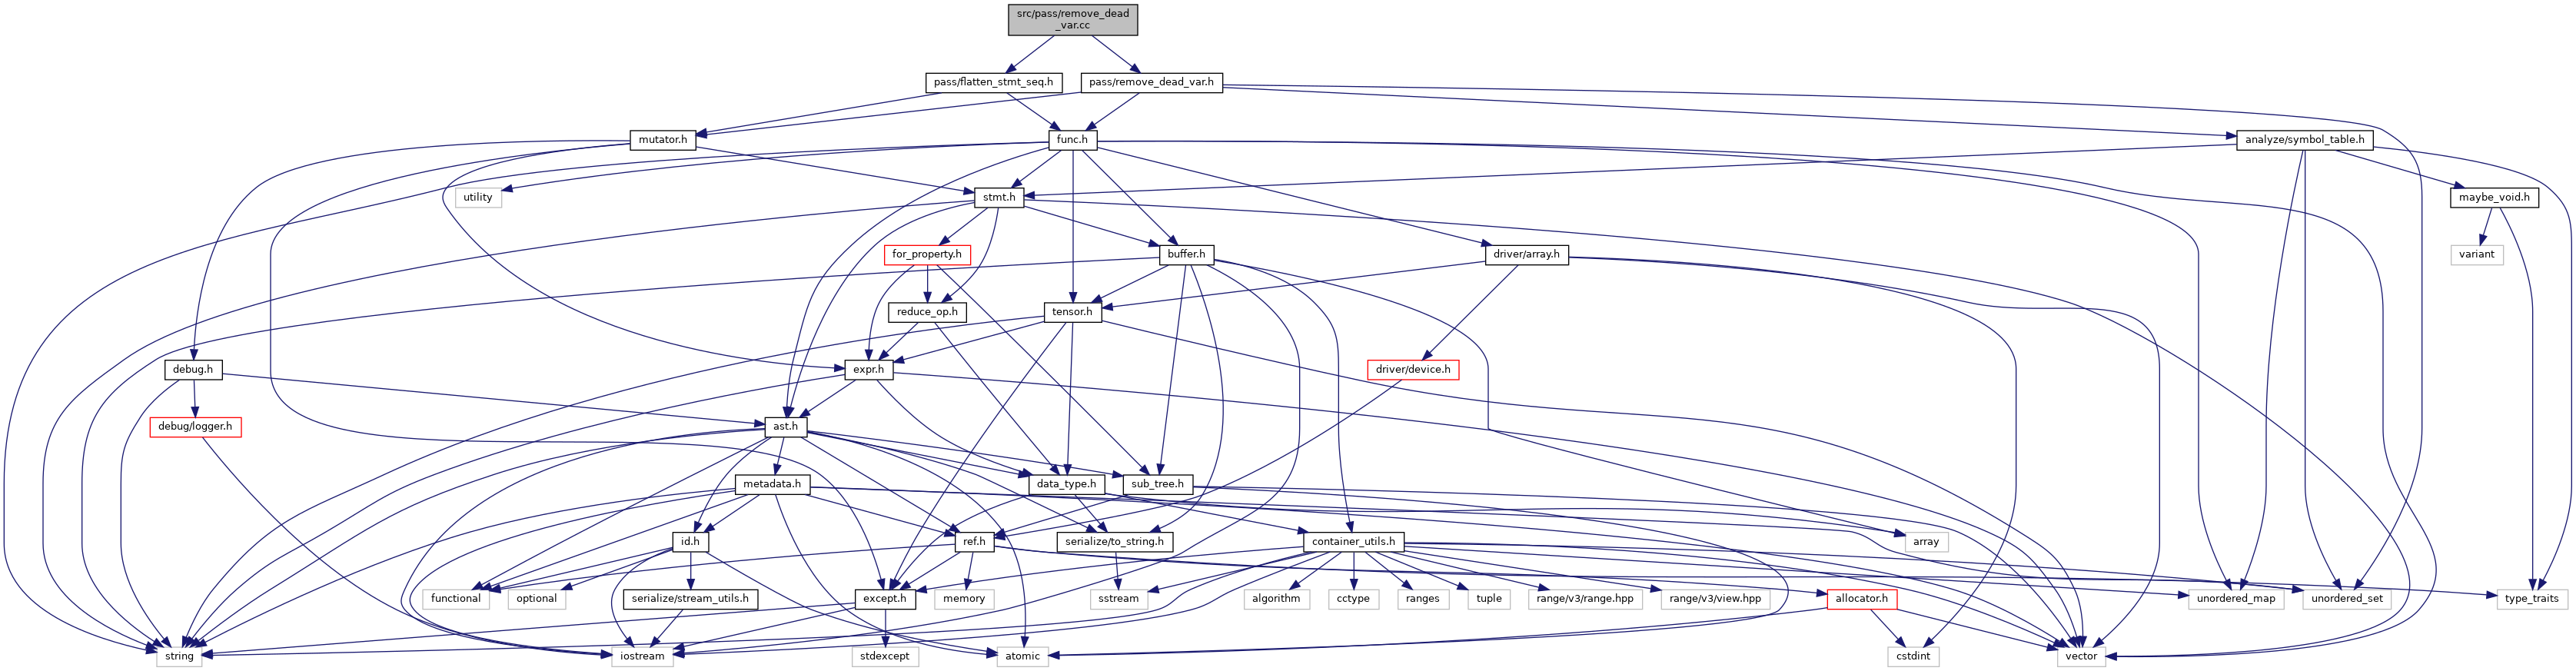 src/pass/remove_dead
_var.cc
pass/flatten_stmt_seq.h
pass/remove_dead_var.h
mutator.h
func.h
analyze/symbol_table.h
utility
stmt.h
maybe_void.h
for_property.h
buffer.h
driver/array.h
variant
reduce_op.h
tensor.h
debug.h
expr.h
driver/device.h
debug/logger.h
ast.h
metadata.h
data_type.h
sub_tree.h
id.h
ref.h
serialize/to_string.h
container_utils.h
array
functional
optional
serialize/stream_utils.h
except.h
memory
sstream
algorithm
cctype
ranges
tuple
range/v3/range.hpp
range/v3/view.hpp
allocator.h
unordered_map
unordered_set
type_traits
string
iostream
stdexcept
atomic
cstdint
vector